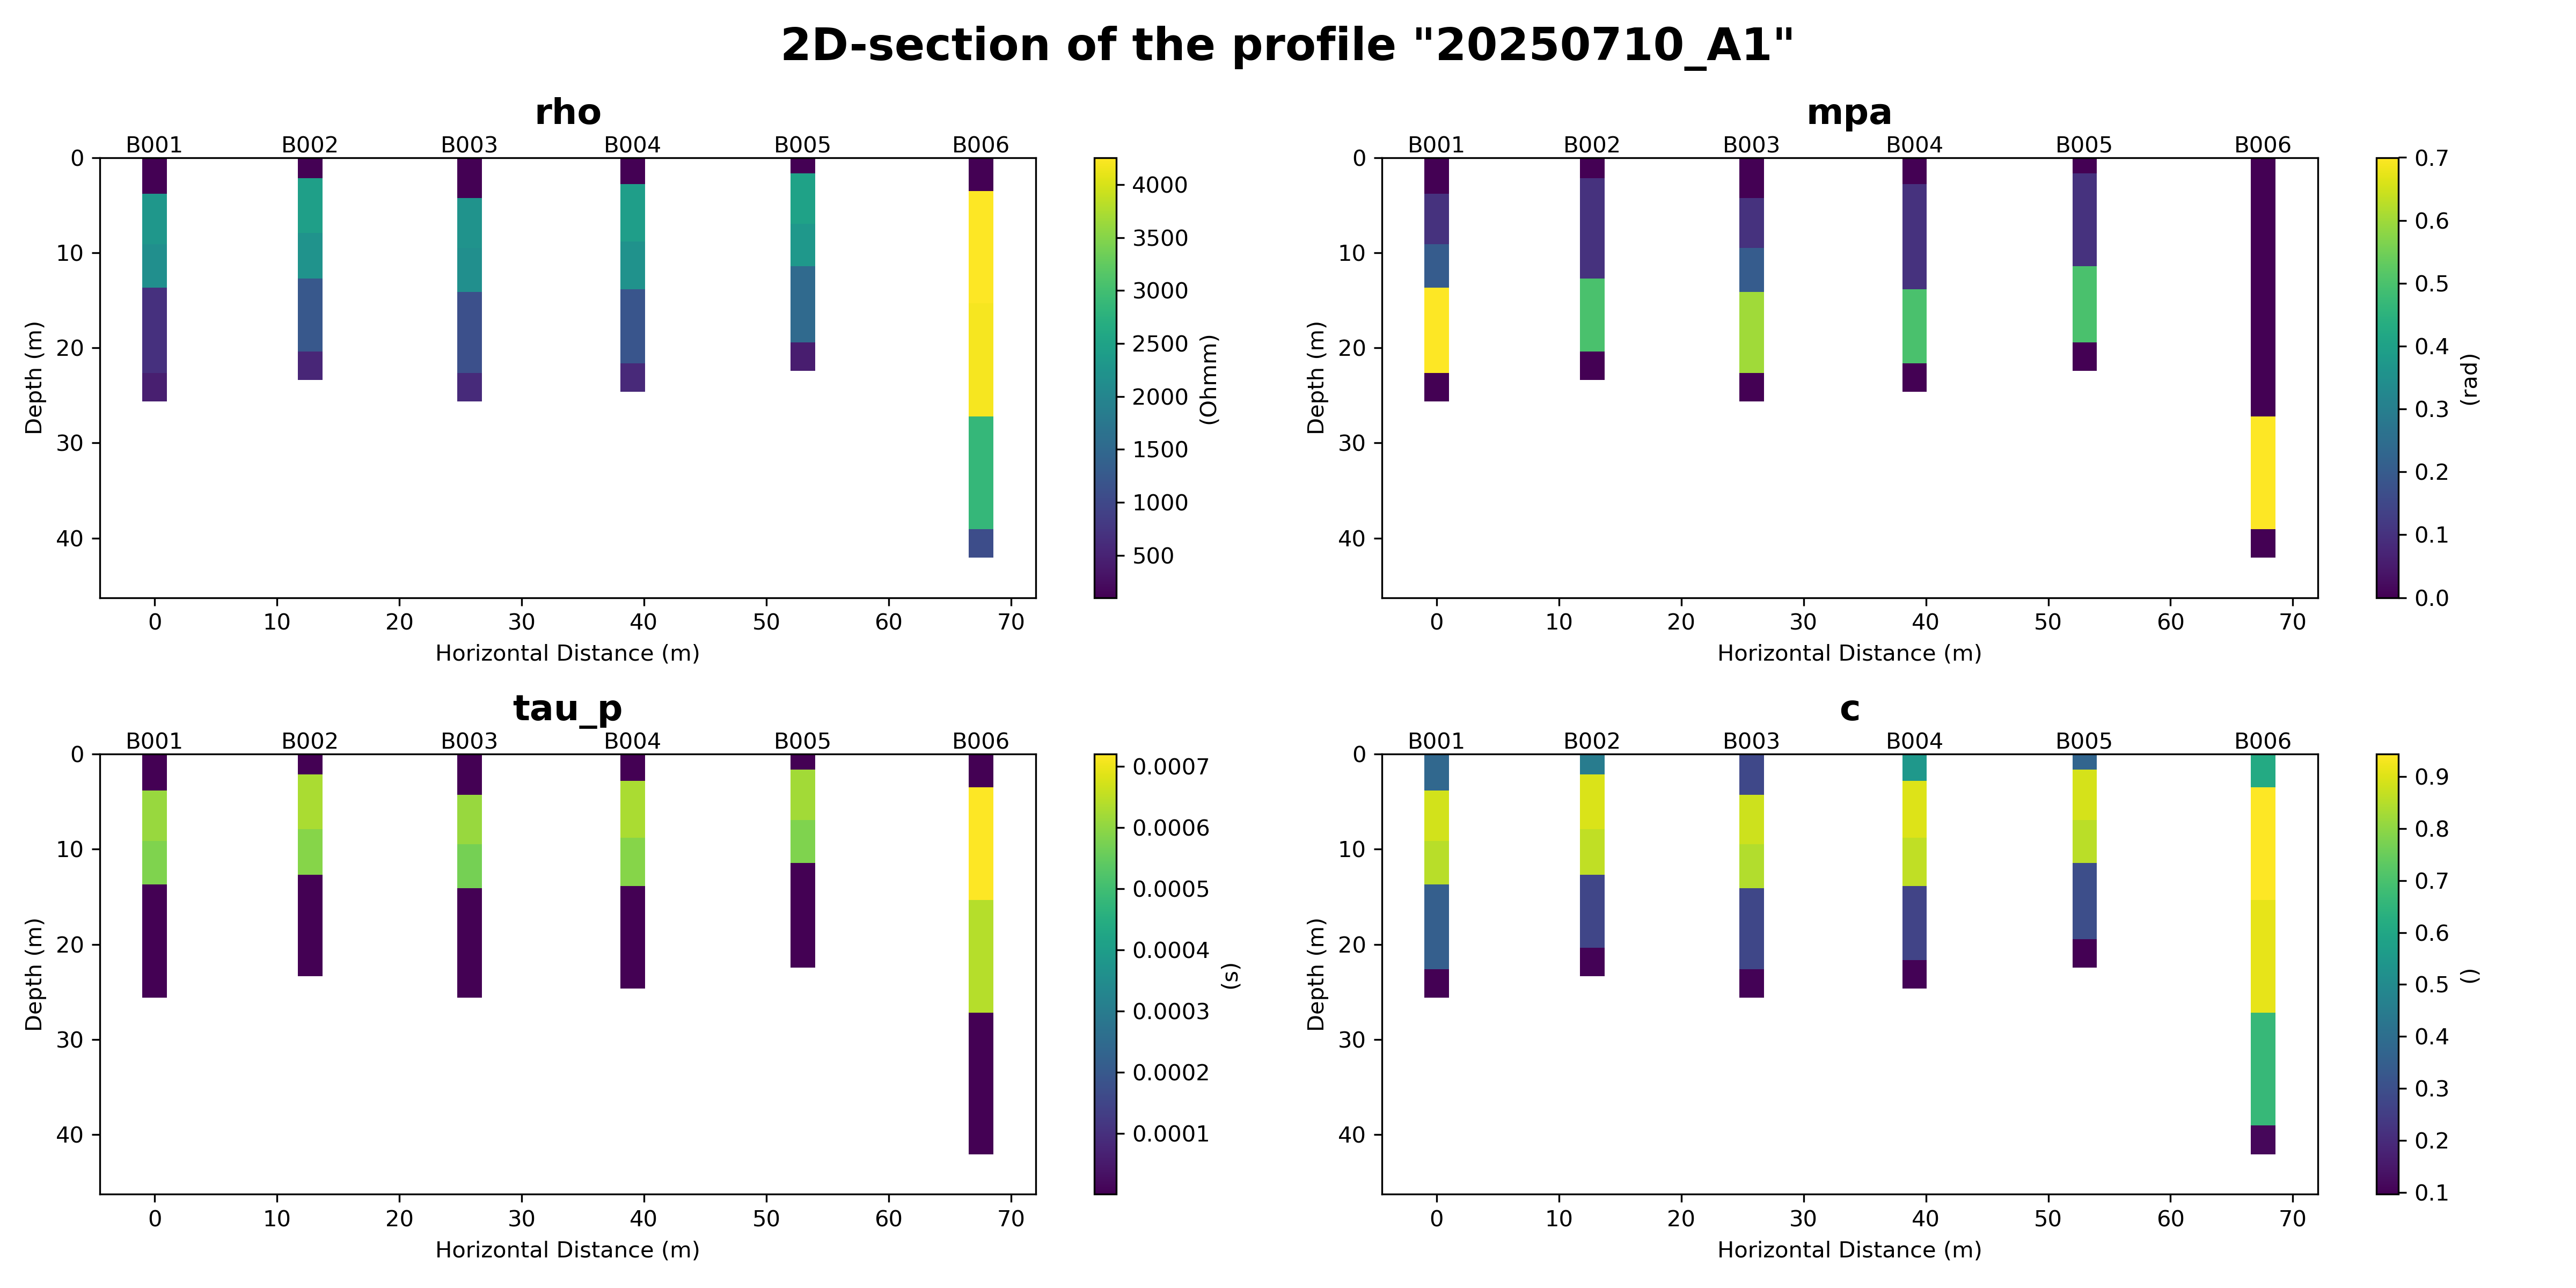 2D-section of the profile "20250710_A1"
rho
B001 B002 B003 B004 B005 B006
0
10
20
30
40
Depth (m)
0 10 20 30 40 50 60 70
Horizontal Distance (m)
4000
3500
3000
2500
2000
1500
1000
500
(Ohmm)
mpa
B001 B002 B003 B004 B005 B006
0
10
20
30
40
Depth (m)
0 10 20 30 40 50 60 70
Horizontal Distance (m)
0.7
0.6
0.5
0.4
0.3
0.2
0.1
0.0
(rad)
tau_p
B001 B002 B003 B004 B005 B006
0
10
20
30
40
Depth (m)
0 10 20 30 40 50 60 70
Horizontal Distance (m)
0.0007
0.0006
0.0005
0.0004
0.0003
0.0002
0.0001
(s)
c
B001 B002 B003 B004 B005 B006
0
10
20
30
40
Depth (m)
0 10 20 30 40 50 60 70
Horizontal Distance (m)
0.9
0.8
0.7
0.6
0.5
0.4
0.3
0.2
0.1
()